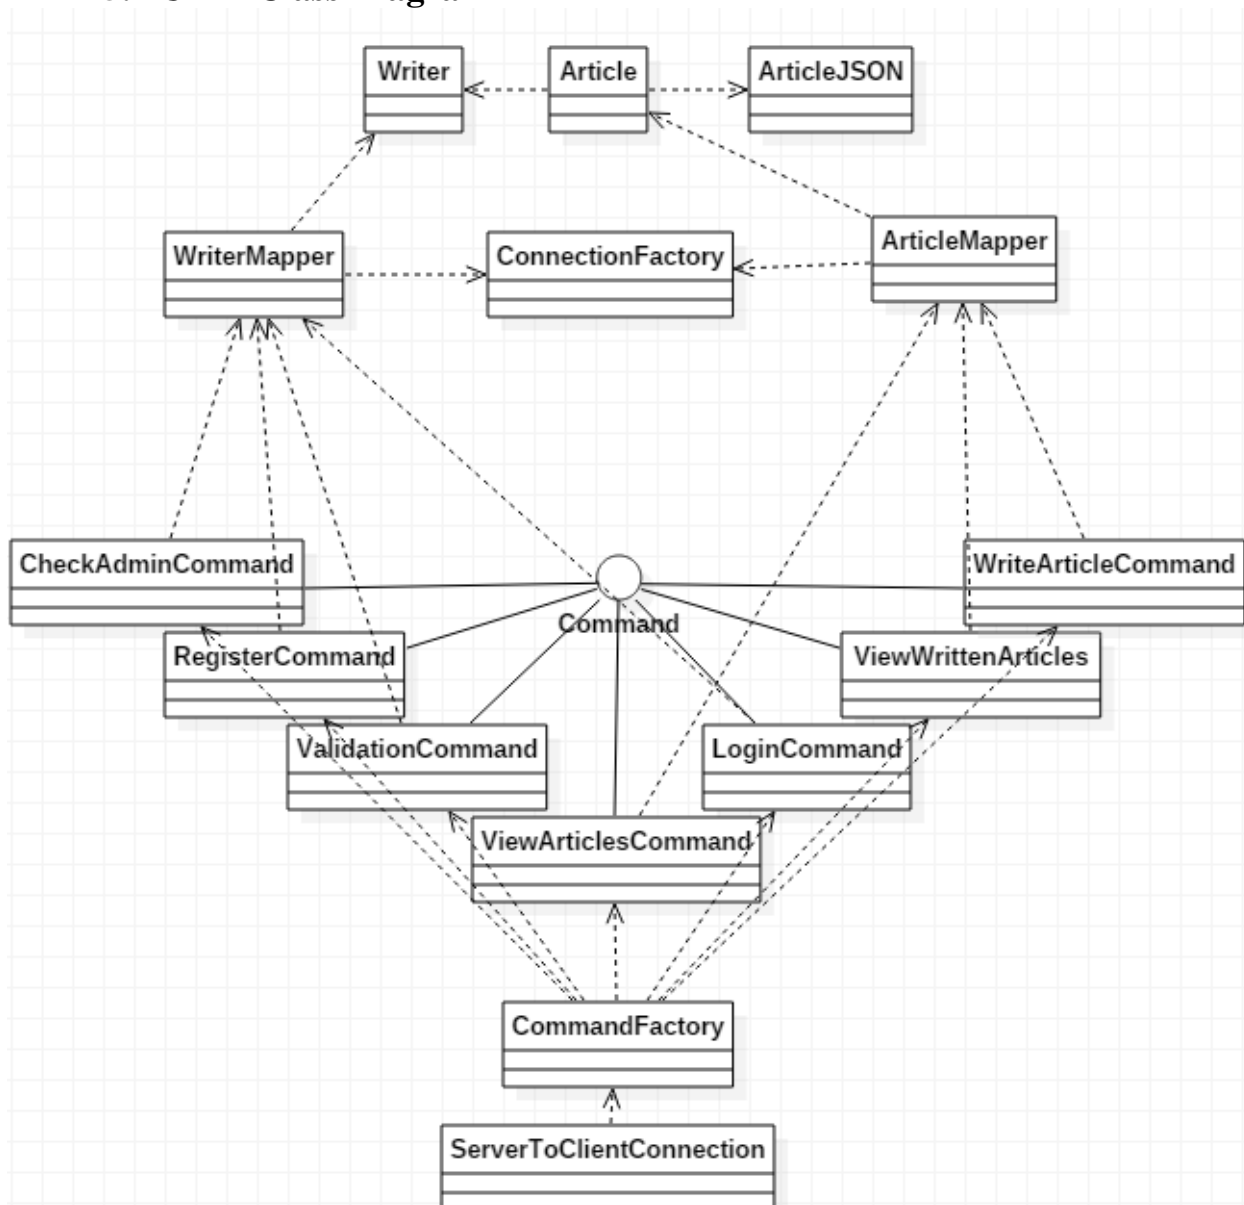 Writer
Article
ArticleJSON
WriterMapper
ConnectionFactory
ArticleMapper
CheckAdminCommand
WriteArticleCommand
Command
RegisterCommand
ViewWrittenArticles
ValidationCommand
LoginCommand
ViewArticlesCommand
CommandFactory
ServerToClientConnection